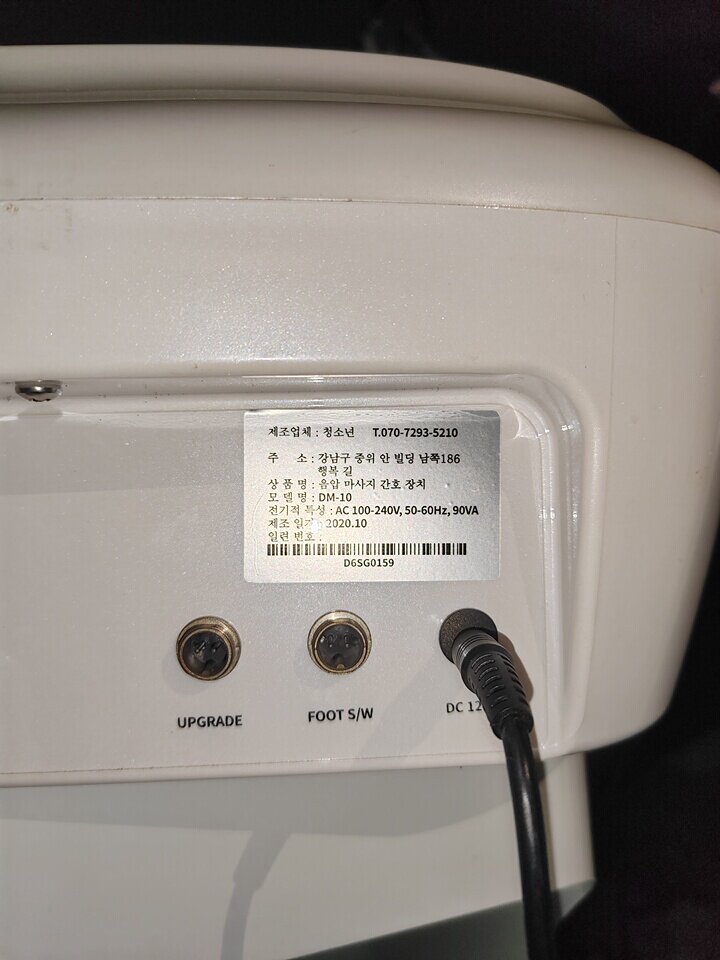 제조업체 : 청소년 T.070-7293-5210
주 소 : 강남구 중위 안 빌딩 남쪽186
행복 길
상 품 명 : 음압 마사지 간호 장치
모 델 명 : DM-10
전기적 특성 : AC 100-240V, 50-60Hz, 90VA
제조 일자 : 2020.10
일련 번호 :
D6SG0159
UPGRADE
FOOT S/W
DC 12